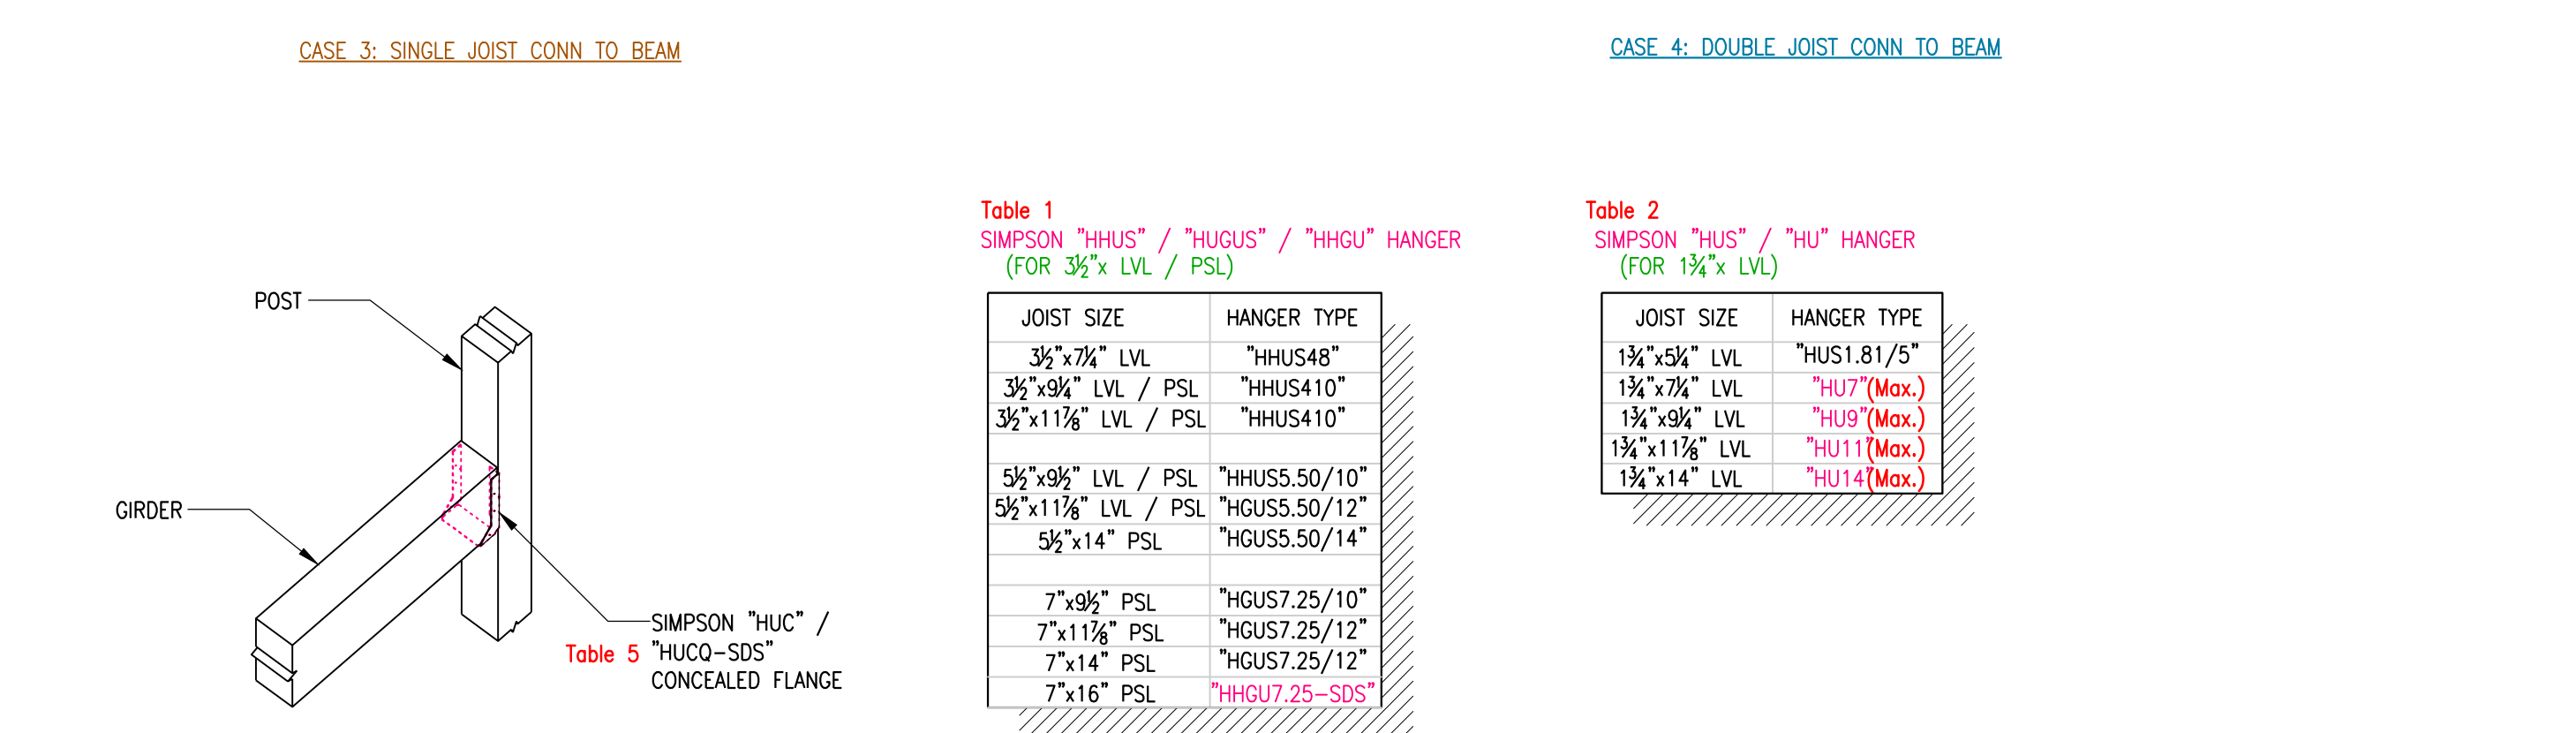 CASE 3: SINGLE JOIST CONN TO BEAM
CASE 4: DOUBLE JOIST CONN TO BEAM
POST
GIRDER
SIMPSON "HUC" /
Table 5 "HUCQ-SDS"
CONCEALED FLANGE
Table 1
SIMPSON "HHUS" / "HUGUS" / "HHGU" HANGER
(FOR 3½"x LVL / PSL)
JOIST SIZE HANGER TYPE
3½"x7¼" LVL "HHUS48"
3½"x9¼" LVL / PSL "HHUS410"
3½"x11⅞" LVL / PSL "HHUS410"
5½"x9½" LVL / PSL "HHUS5.50/10"
5½"x11⅞" LVL / PSL "HGUS5.50/12"
5½"x14" PSL "HGUS5.50/14"
7"x9½" PSL "HGUS7.25/10"
7"x11⅞" PSL "HGUS7.25/12"
7"x14" PSL "HGUS7.25/12"
7"x16" PSL "HHGU7.25-SDS"
Table 2
SIMPSON "HUS" / "HU" HANGER
(FOR 1¾"x LVL)
JOIST SIZE HANGER TYPE
1¾"x5¼" LVL "HUS1.81/5"
1¾"x7¼" LVL "HU7"(Max.)
1¾"x9¼" LVL "HU9"(Max.)
1¾"x11⅞" LVL "HU11"(Max.)
1¾"x14" LVL "HU14"(Max.)